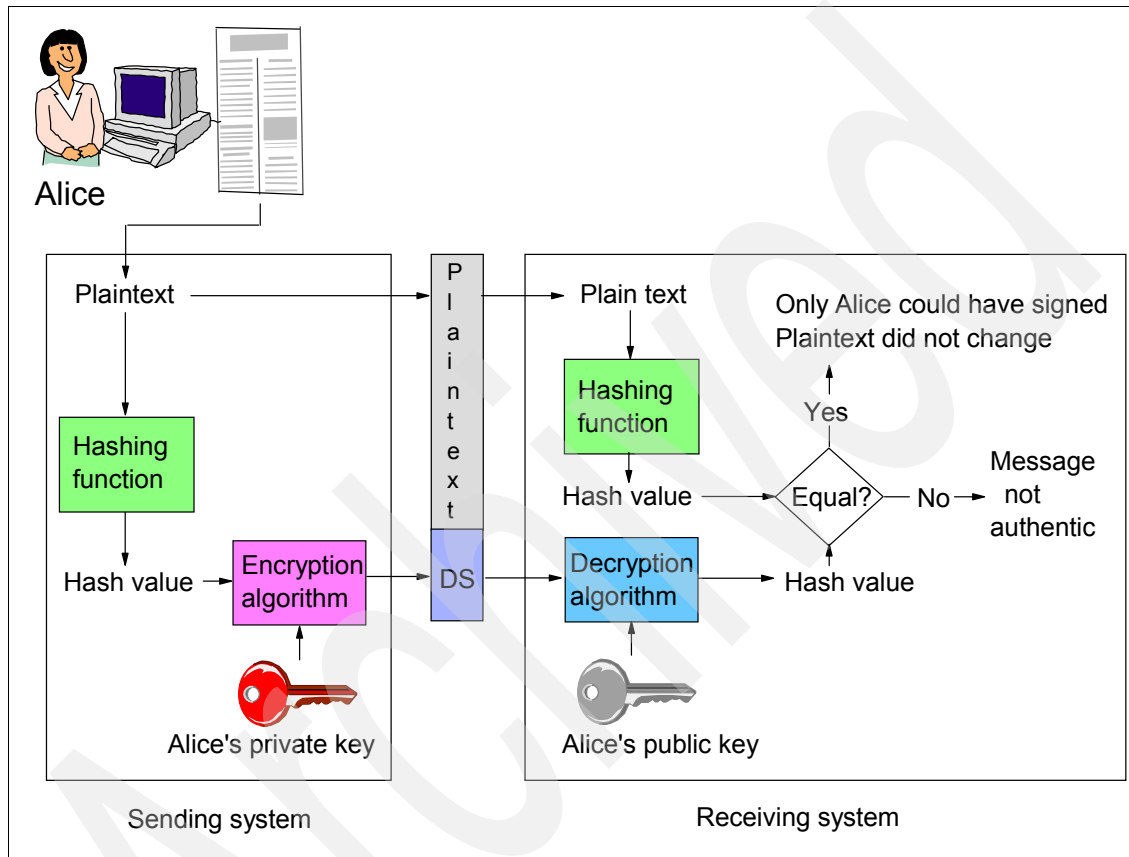 Alice
Plaintext
Hashing
function
Hash value
Encryption
algorithm
Alice's private key
Sending system
Plaintext
DS
Plain text
Hashing
function
Hash value
Decryption
algorithm
Alice's public key
Hash value
Equal?
Yes
Only Alice could have signed
Plaintext did not change
No
Message
not
authentic
Receiving system
Archived